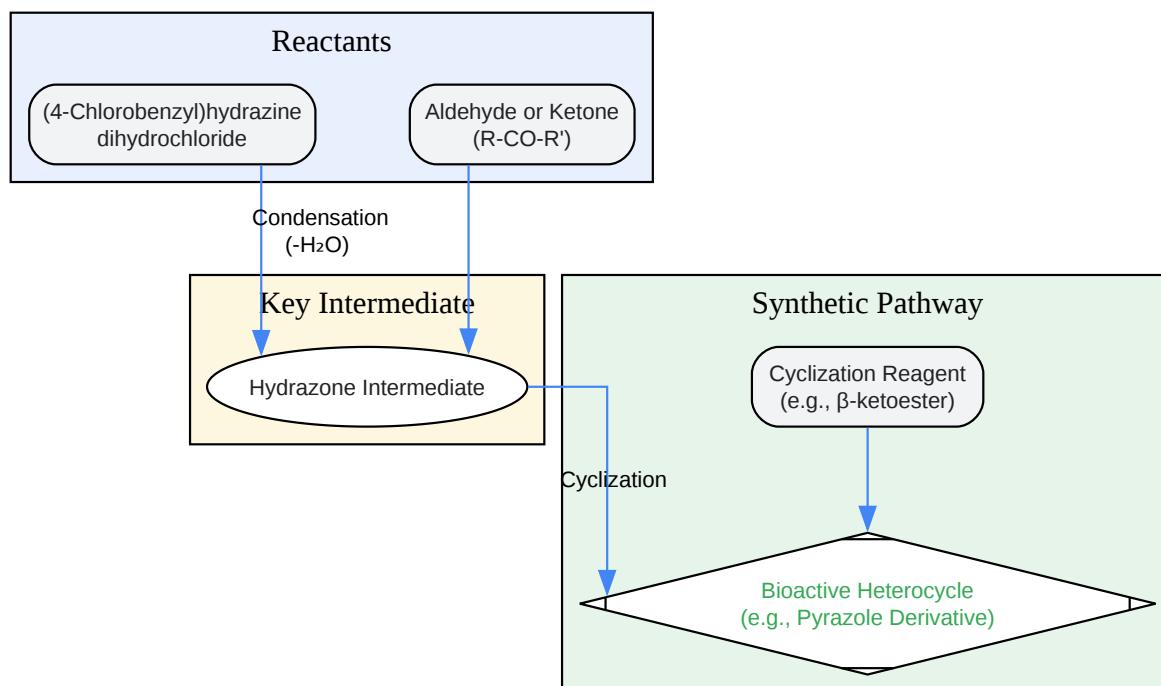 Reactants
(4-Chlorobenzyl)hydrazine
dihydrochloride
Aldehyde or Ketone
(R-CO-R')
Condensation
(-H₂O)
Key Intermediate
Hydrazone Intermediate
Synthetic Pathway
Cyclization Reagent
(e.g., β-ketoester)
Cyclization
Bioactive Heterocycle
(e.g., Pyrazole Derivative)